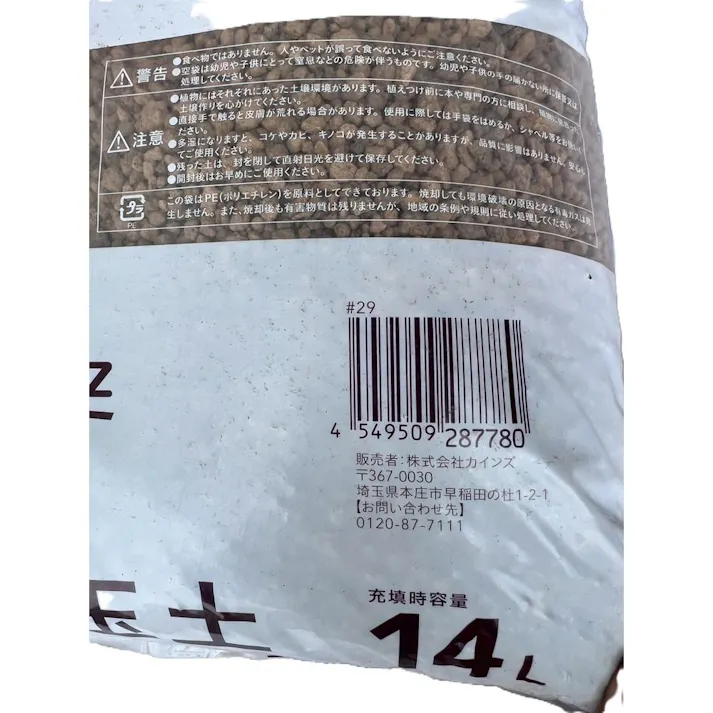 警告
●食べ物ではありません。人やペットが誤って食べないようにご注意ください。
●空袋は幼児や子供にとって窒息などの危険が伴うものです。幼児や子供の手の届かない所に
処理してください。
注意
●植物にはそれぞれにあった土壌環境があります。植えつけ前に本や専門の方に相談し、植物に
土壌作りを心がけてください。
●直接手で触ると皮膚が荒れる場合があります。使用に際しては手袋をはめるか、シャベル等を
ださい。
●多湿になりますと、コケやカビ、キノコが発生することがありますが、品質に影響はありません。安心し
てご使用ください。
●残った土は、封を閉して直射日光を避けて保存してください。
●開封後はお早めにご使用ください。
プラ
PE
この袋はPE(ポリエチレン)を原料としてできております。焼却しても環境破壊の原因となる有毒ガスは発
生しません。また、焼却後も有害物質は残りませんが、地域の条例や規則に従い処理してください。
#29
4 549509 287780
販売者:株式会社カインズ
〒367-0030
埼玉県本庄市早稲田の杜1-2-1
【お問い合わせ先】
0120-87-7111
充填時容量
玉土
14L